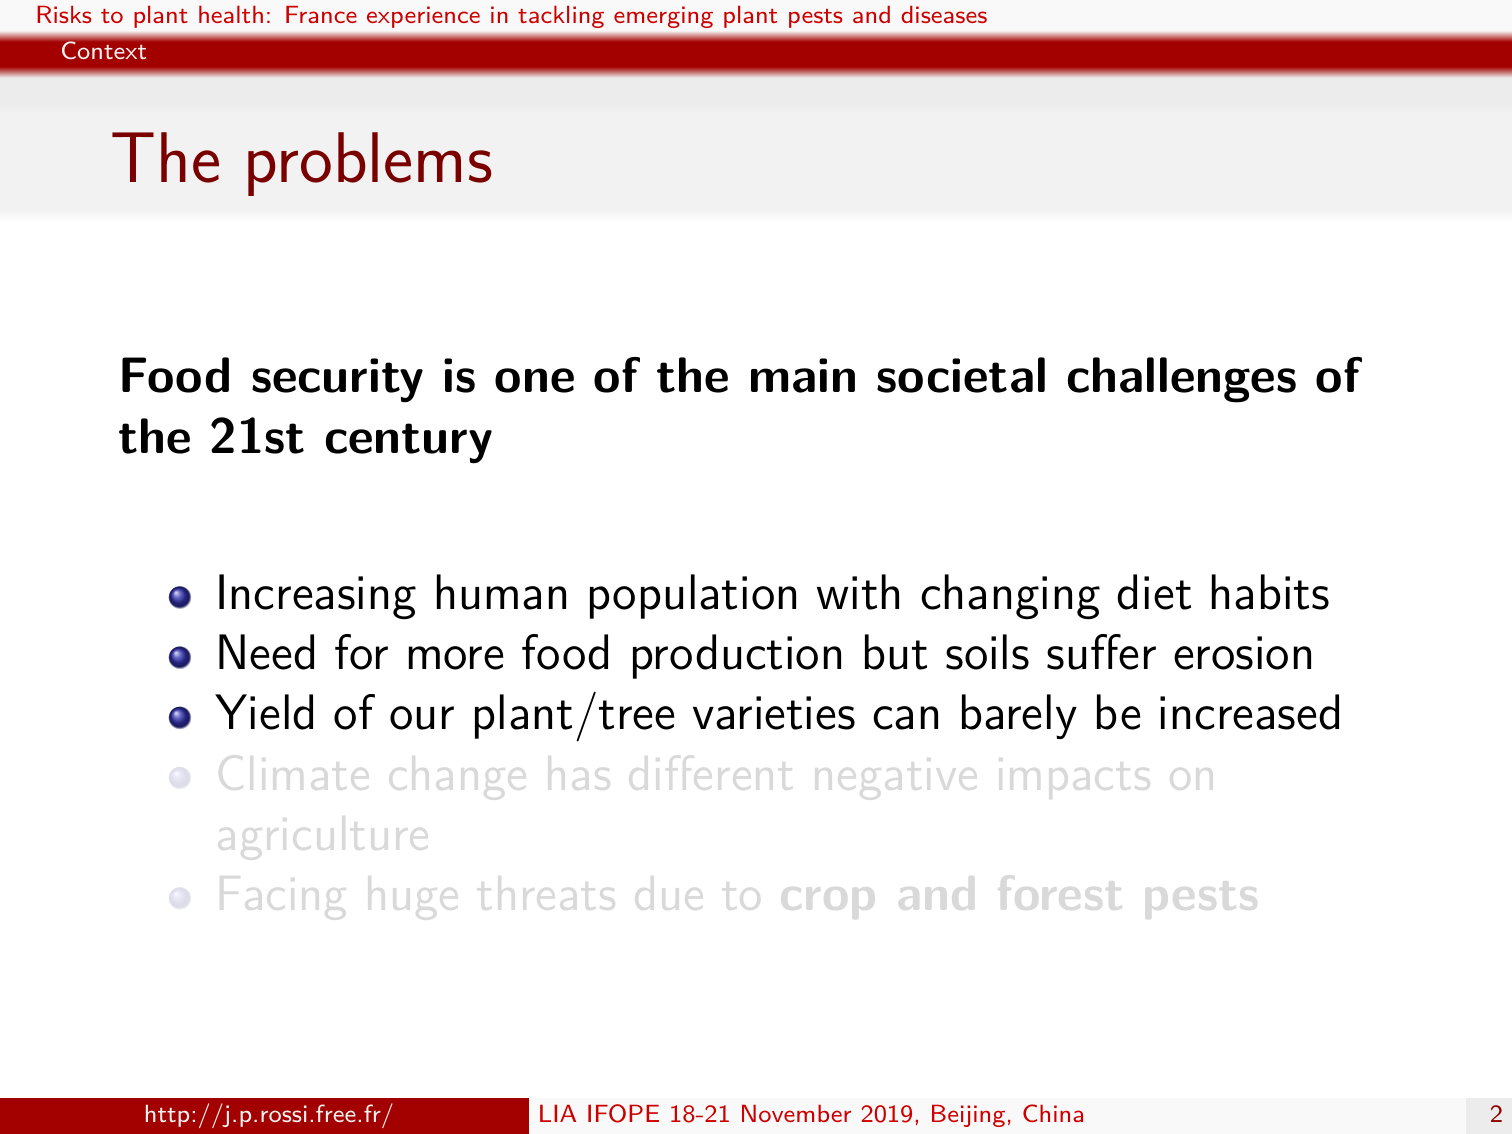 Risks to plant health: France experience in tackling emerging plant pests and diseases
Context
The problems
Food security is one of the main societal challenges of
the 21st century
Increasing human population with changing diet habits
Need for more food production but soils suffer erosion
Yield of our plant/tree varieties can barely be increased
Climate change has different negative impacts on
agriculture
Facing huge threats due to crop and forest pests
http://j.p.rossi.free.fr/
LIA IFOPE 18-21 November 2019, Beijing, China
2